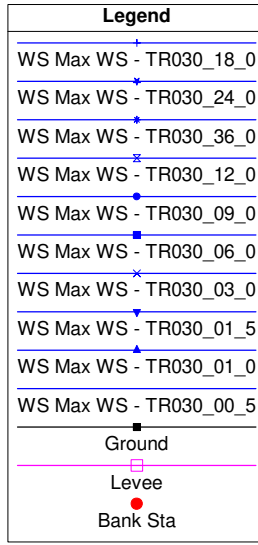 Legend
WS Max WS - TR030_18_0
WS Max WS - TR030_24_0
WS Max WS - TR030_36_0
WS Max WS - TR030_12_0
WS Max WS - TR030_09_0
WS Max WS - TR030_06_0
WS Max WS - TR030_03_0
WS Max WS - TR030_01_5
WS Max WS - TR030_01_0
WS Max WS - TR030_00_5
Ground
Levee
Bank Sta